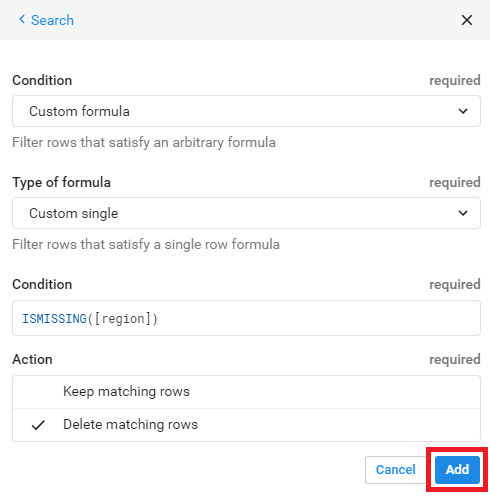 Search
Condition required
Custom formula
Filter rows that satisfy an arbitrary formula
Type of formula required
Custom single
Filter rows that satisfy a single row formula
Condition required
ISMISSING([region])
Action required
Keep matching rows
Delete matching rows
Cancel Add